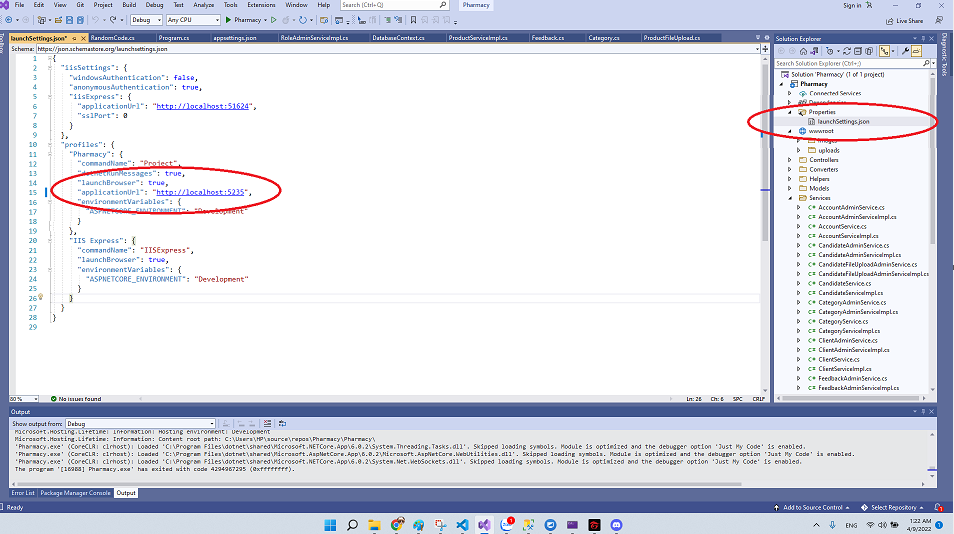 File Edit View Git Project Build Debug Test Analyze Tools Extensions Window Help Search (Ctrl+Q) Pharmacy Sign in
Debug Any CPU Pharmacy Live Share
launchSettings.json* RandomCode.cs Program.cs appsettings.json RoleAdminServiceImpl.cs DatabaseContext.cs ProductServiceImpl.cs Feedback.cs Category.cs ProductFileUpload.cs
Schema: https://json.schemastore.org/launchsettings.json
1 {
2 "iisSettings": {
3 "windowsAuthentication": false,
4 "anonymousAuthentication": true,
5 "iisExpress": {
6 "applicationUrl": "http://localhost:51624",
7 "sslPort": 0
8 }
9 },
10 "profiles": {
11 "Pharmacy": {
12 "commandName": "Project",
13 "dotnetRunMessages": true,
14 "launchBrowser": true,
15 "applicationUrl": "http://localhost:5235",
16 "environmentVariables": {
17 "ASPNETCORE_ENVIRONMENT": "Development"
18 }
19 },
20 "IIS Express": {
21 "commandName": "IISExpress",
22 "launchBrowser": true,
23 "environmentVariables": {
24 "ASPNETCORE_ENVIRONMENT": "Development"
25 }
26 }
27 }
28 }
29
80% No issues found Ln: 26 Ch: 6 SPC CRLF
Solution Explorer
Search Solution Explorer (Ctrl+;)
Solution 'Pharmacy' (1 of 1 project)
Pharmacy
Connected Services
Properties
launchSettings.json
wwwroot
images
uploads
Controllers
Converters
Helpers
Models
Services
C# AccountAdminService.cs
C# AccountAdminServiceImpl.cs
C# AccountService.cs
C# AccountServiceImpl.cs
C# CandidateAdminService.cs
C# CandidateAdminServiceImpl.cs
C# CandidateFileUploadAdminService.cs
C# CandidateFileUploadAdminServiceImpl.cs
C# CandidateService.cs
C# CandidateServiceImpl.cs
C# CategoryAdminService.cs
C# CategoryAdminServiceImpl.cs
C# CategoryService.cs
C# CategoryServiceImpl.cs
C# ClientAdminService.cs
C# ClientAdminServiceImpl.cs
C# ClientService.cs
C# ClientServiceImpl.cs
C# FeedbackAdminService.cs
C# FeedbackAdminServiceImpl.cs
Diagnostic Tools
Output
Show output from: Debug
Microsoft.Hosting.Lifetime: Information: Hosting environment: Development
Microsoft.Hosting.Lifetime: Information: Content root path: C:\Users\HP\source\repos\Pharmacy\Pharmacy\
'Pharmacy.exe' (CoreCLR: clrhost): Loaded 'C:\Program Files\dotnet\shared\Microsoft.NETCore.App\6.0.2\System.Threading.Tasks.dll'. Skipped loading symbols. Module is optimized and the debugger option 'Just My Code' is enabled.
'Pharmacy.exe' (CoreCLR: clrhost): Loaded 'C:\Program Files\dotnet\shared\Microsoft.AspNetCore.App\6.0.2\Microsoft.AspNetCore.WebUtilities.dll'. Skipped loading symbols. Module is optimized and the debugger option 'Just My Code' is enabled.
'Pharmacy.exe' (CoreCLR: clrhost): Loaded 'C:\Program Files\dotnet\shared\Microsoft.NETCore.App\6.0.2\System.Net.WebSockets.dll'. Skipped loading symbols. Module is optimized and the debugger option 'Just My Code' is enabled.
The program '[16988] Pharmacy.exe' has exited with code 4294967295 (0xffffffff).
Error List Package Manager Console Output
Ready Add to Source Control Select Repository
ENG 1:22 AM
4/9/2022